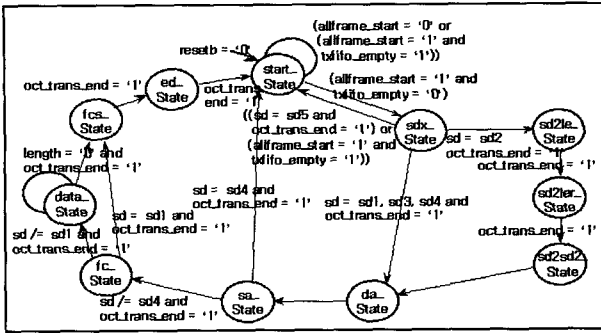 (allframe_start = '0' or
(allframe_start = '1' and
txfifo_empty = '1'))
resetb = '0'
start_
State
(allframe_start = '1' and
txfifo_empty = '0')
oct_trans_end = '1'
ed_
State
oct_trans_
end = '1'
fcs_
State
((sd = sd5 and
oct_trans_end = '1') or
(allframe_start = '1' and
txfifo_empty = '1'))
sdx_
State
sd = sd2
oct_trans_end = '1'
sd2le_
State
length = '0' and
oct_trans_end = '1'
data_
State
sd = sd4 and
oct_trans_end = '1'
sd = sd1, sd3, sd4 and
oct_trans_end = '1'
sd2ler_
State
sd = sd1 and
oct_trans_end = '1'
oct_trans_end = '1'
sd /= sd1 and
oct_trans_end = '1'
fc_
State
sd2sd2_
State
sd /= sd4 and
oct_trans_end = '1'
sa_
State
da_
State